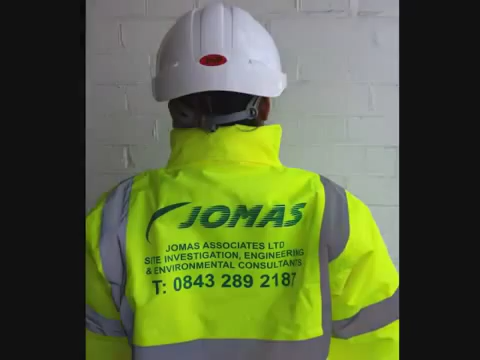 JOMAS
JOMAS ASSOCIATES LTD
SITE INVESTIGATION, ENGINEERING
& ENVIRONMENTAL CONSULTANTS
T: 0843 289 2187